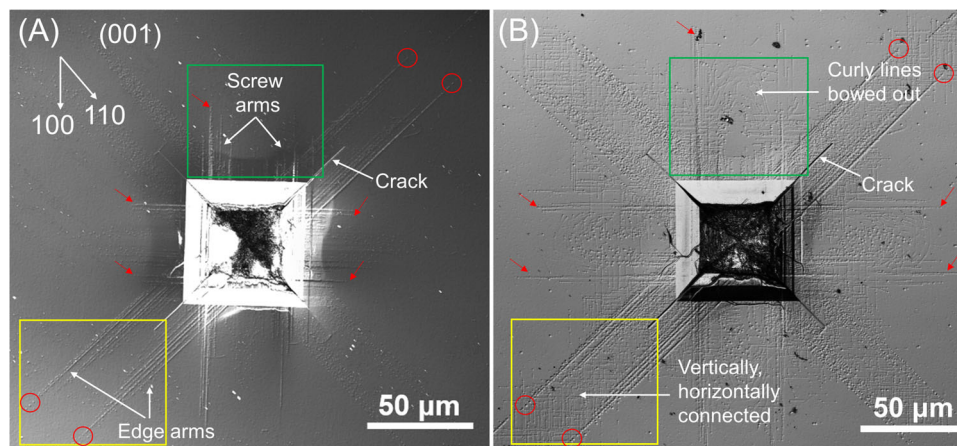 (A)
(001)
100
110
Screw
arms
Crack
Edge arms
50 μm
(B)
Curly lines
bowed out
Crack
Vertically,
horizontally
connected
50 μm